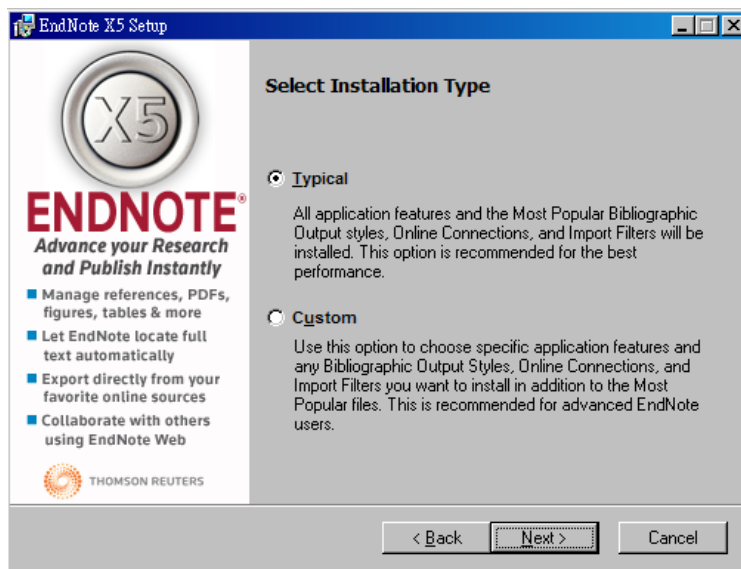 EndNote X5 Setup
X5
ENDNOTE®
Advance your Research
and Publish Instantly
Manage references, PDFs,
figures, tables & more
Let EndNote locate full
text automatically
Export directly from your
favorite online sources
Collaborate with others
using EndNote Web
THOMSON REUTERS
Select Installation Type
Typical
All application features and the Most Popular Bibliographic
Output styles, Online Connections, and Import Filters will be
installed. This option is recommended for the best
performance.
Custom
Use this option to choose specific application features and
any Bibliographic Output Styles, Online Connections, and
Import Filters you want to install in addition to the Most
Popular files. This is recommended for advanced EndNote
users.
< Back
Next >
Cancel